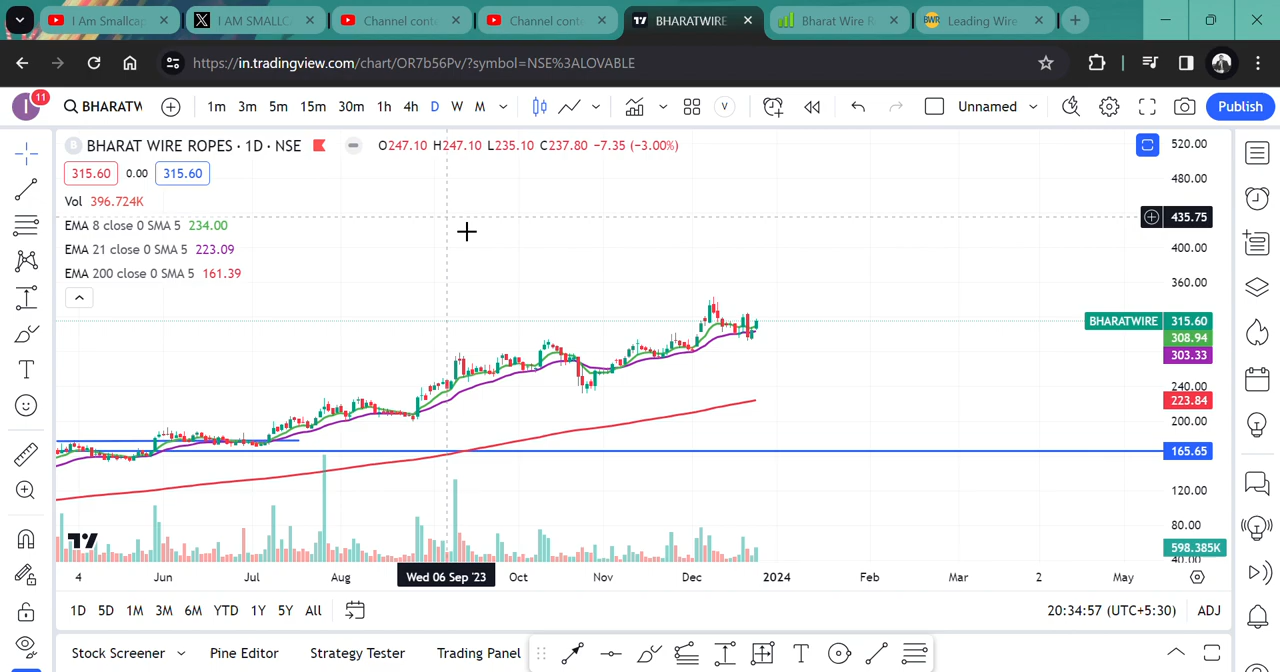 I Am Smallcap
I AM SMALLC
Channel conte
Channel conte
BHARATWIRE
Bharat Wire R
BWR
Leading Wire
https://in.tradingview.com/chart/OR7b56Pv/?symbol=NSE%3ALOVABLE
I
11
BHARATW
1m 3m 5m 15m 30m 1h 4h D W M
V
Unnamed
Publish
B BHARAT WIRE ROPES · 1D · NSE
O247.10 H247.10 L235.10 C237.80 −7.35 (−3.00%)
315.60 0.00 315.60
Vol 396.724K
EMA 8 close 0 SMA 5 234.00
EMA 21 close 0 SMA 5 223.09
EMA 200 close 0 SMA 5 161.39
520.00
480.00
435.75
400.00
360.00
BHARATWIRE 315.60
308.94
303.33
240.00
223.84
200.00
165.65
120.00
80.00
598.385K
40.00
4 Jun Jul Aug Wed 06 Sep '23 Oct Nov Dec 2024 Feb Mar 2 May
1D 5D 1M 3M 6M YTD 1Y 5Y All
20:34:57 (UTC+5:30) ADJ
Stock Screener Pine Editor Strategy Tester Trading Panel